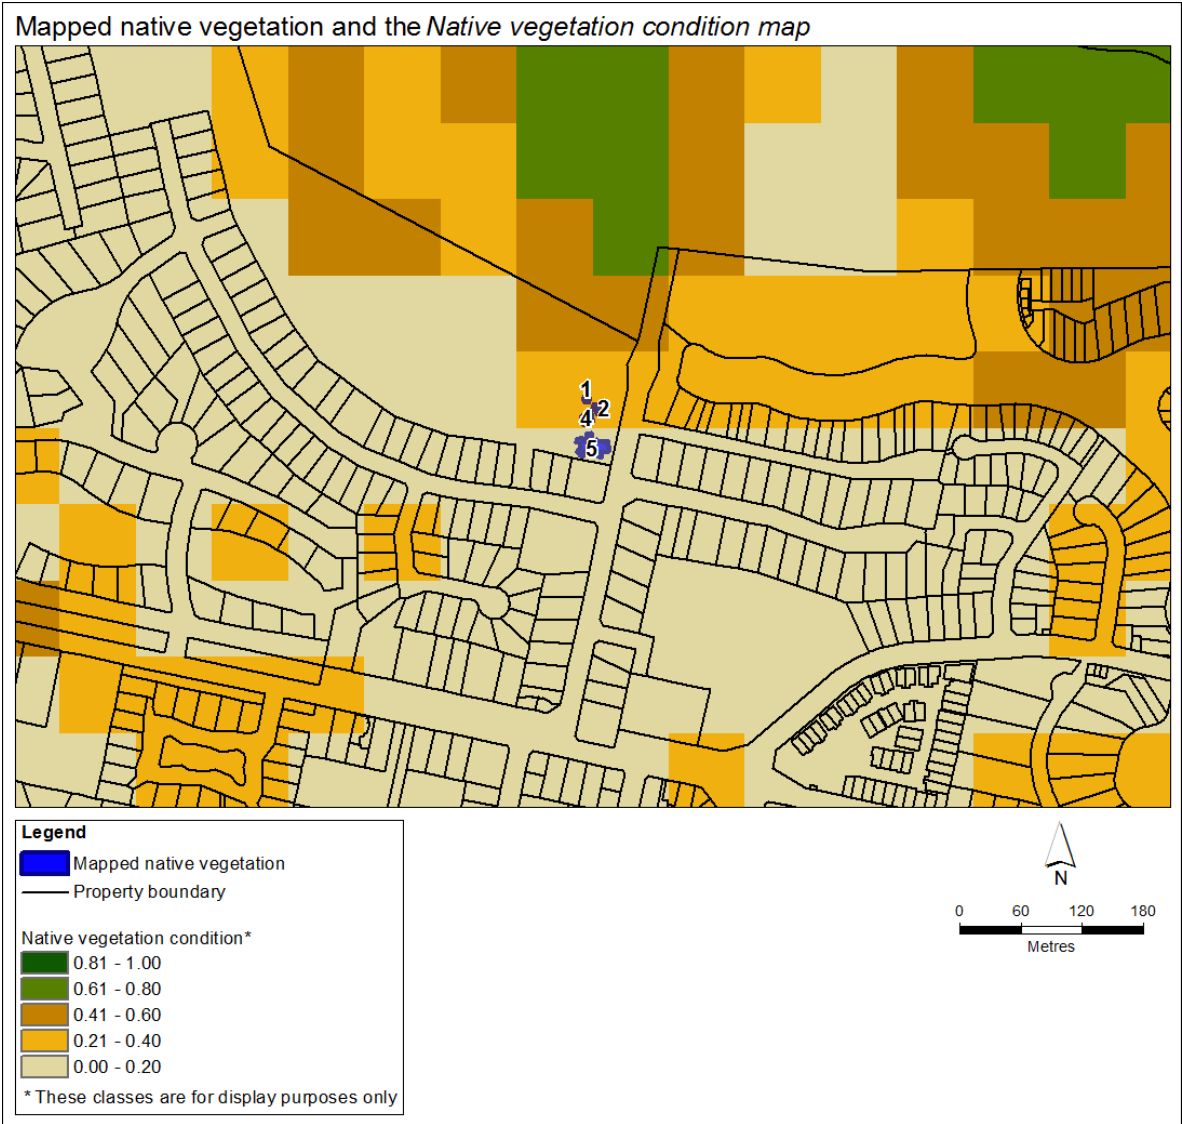 Mapped native vegetation and the Native vegetation condition map
1
2
4
5
Legend
Mapped native vegetation
Property boundary
Native vegetation condition*
0.81 - 1.00
0.61 - 0.80
0.41 - 0.60
0.21 - 0.40
0.00 - 0.20
* These classes are for display purposes only
N
0 60 120 180
Metres